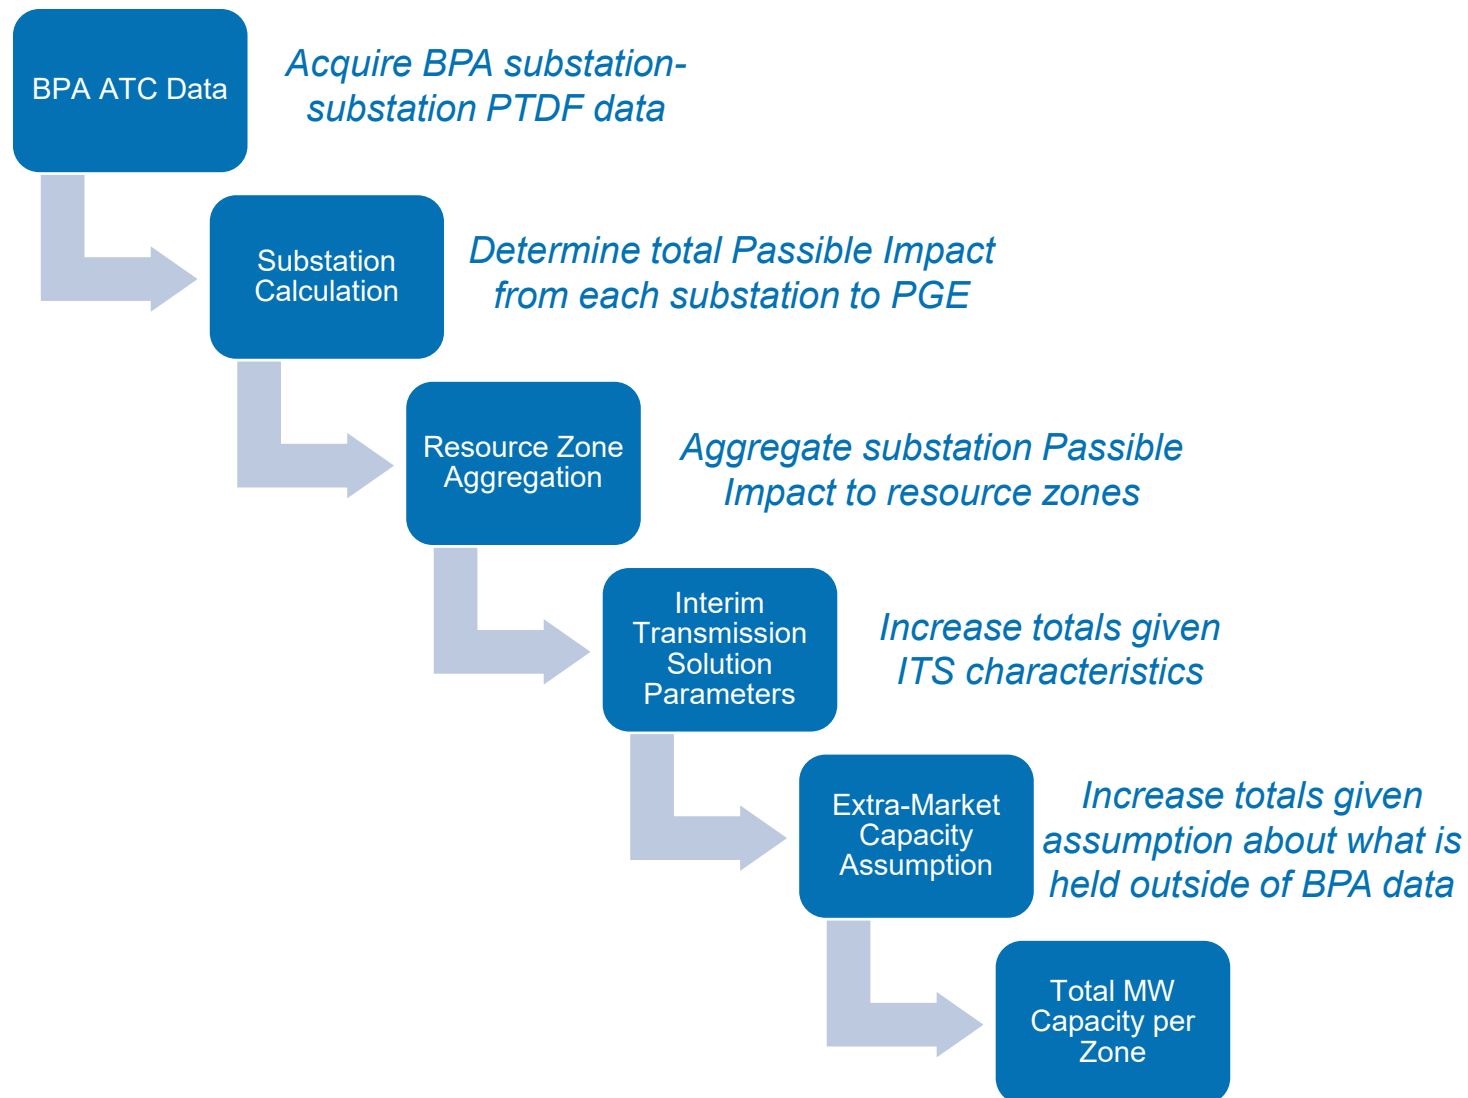 BPA ATC Data
Acquire BPA substation-
substation PTDF data
Substation
Calculation
Determine total Passible Impact
from each substation to PGE
Resource Zone
Aggregation
Aggregate substation Passible
Impact to resource zones
Interim
Transmission
Solution
Parameters
Increase totals given
ITS characteristics
Extra-Market
Capacity
Assumption
Increase totals given
assumption about what is
held outside of BPA data
Total MW
Capacity per
Zone